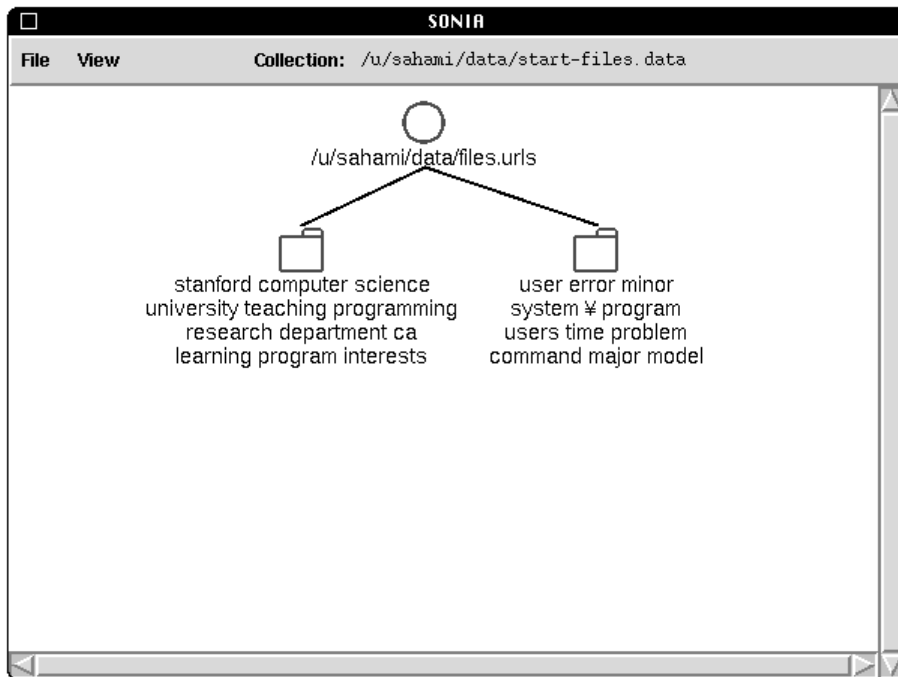 SONIA
File View Collection: /u/sahami/data/start-files.data
/u/sahami/data/files.urls
stanford computer science
university teaching programming
research department ca
learning program interests
user error minor
system ¥ program
users time problem
command major model